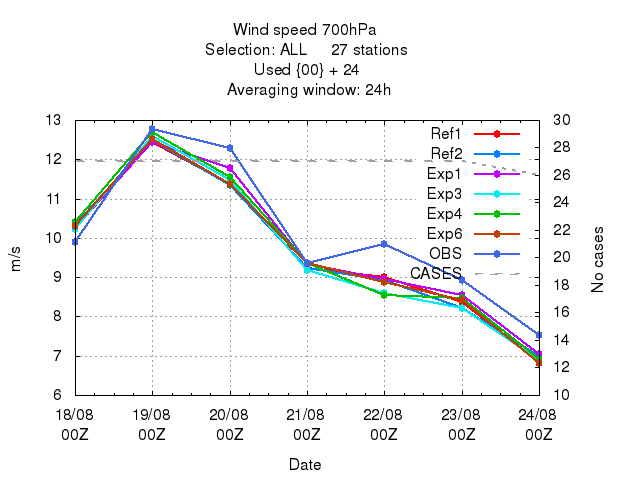 Wind speed 700hPa
Selection: ALL 27 stations
Used {00} + 24
Averaging window: 24h
13
12
11
10
9
8
7
6
m/s
30
28
26
24
22
20
18
16
14
12
10
No cases
Ref1
Ref2
Exp1
Exp3
Exp4
Exp6
OBS
CASES
18/08 19/08 20/08 21/08 22/08 23/08 24/08
00Z 00Z 00Z 00Z 00Z 00Z 00Z
Date